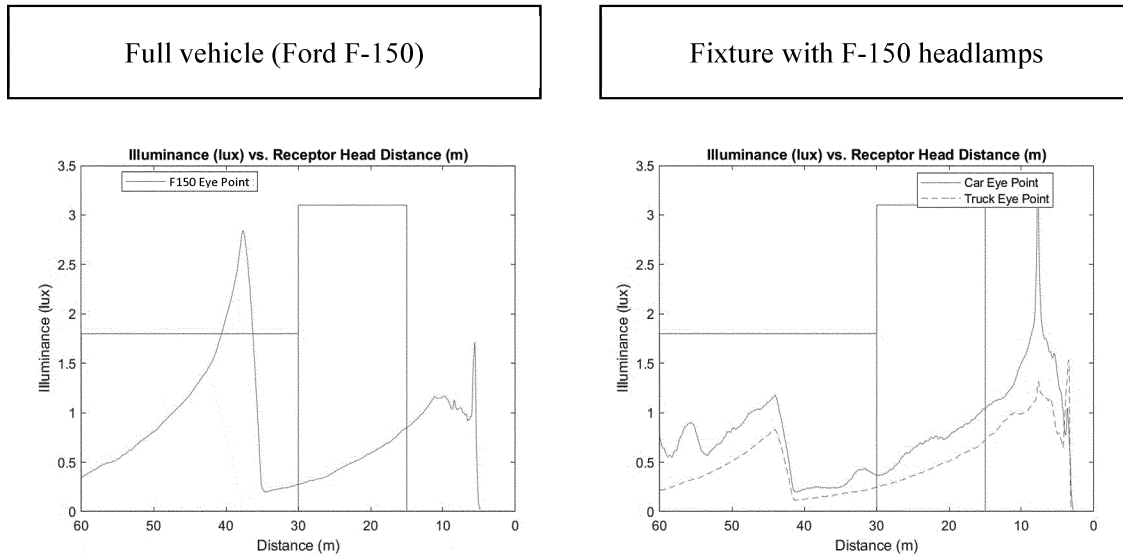 Full vehicle (Ford F-150)
Fixture with F-150 headlamps
Illuminance (lux) vs. Receptor Head Distance (m)
F150 Eye Point
3.5
3
2.5
2
1.5
1
0.5
0
Illuminance (lux)
60 50 40 30 20 10 0
Distance (m)
Illuminance (lux) vs. Receptor Head Distance (m)
Car Eye Point
Truck Eye Point
3.5
3
2.5
2
1.5
1
0.5
0
Illuminance (lux)
60 50 40 30 20 10 0
Distance (m)